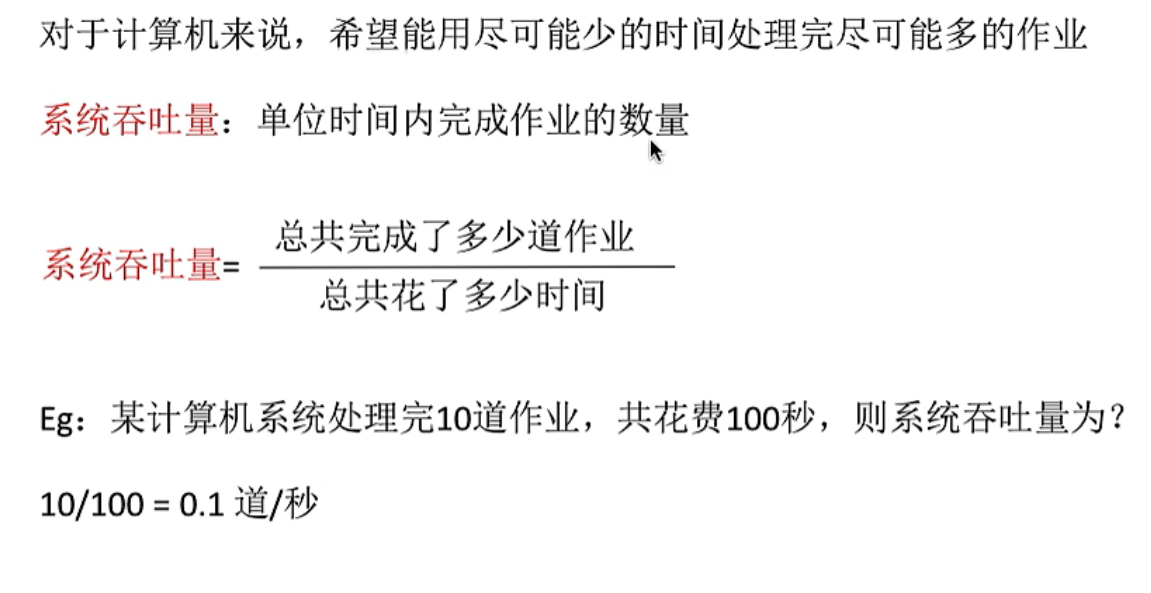 对于计算机来说，希望能用尽可能少的时间处理完尽可能多的作业
系统吞吐量：单位时间内完成作业的数量
总共完成了多少道作业
系统吞吐量=
总共花了多少时间
Eg：某计算机系统处理完10道作业，共花费100秒，则系统吞吐量为？
10/100 = 0.1 道/秒